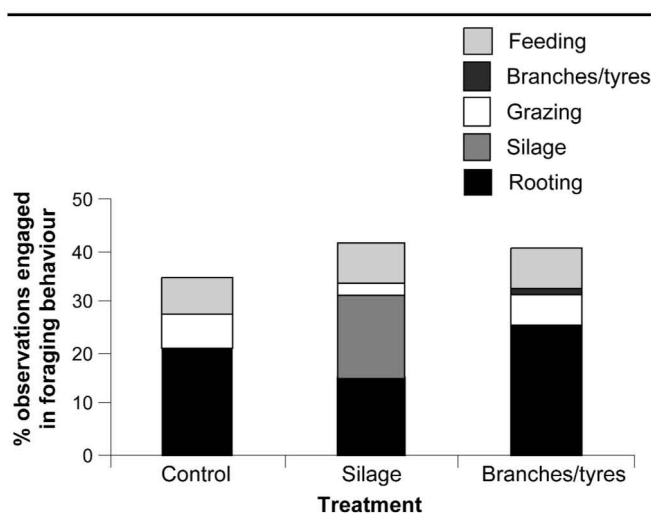 Feeding
Branches/tyres
Grazing
Silage
Rooting
% observations engaged
in foraging behaviour
50
40
30
20
10
0
Control
Silage
Branches/tyres
Treatment